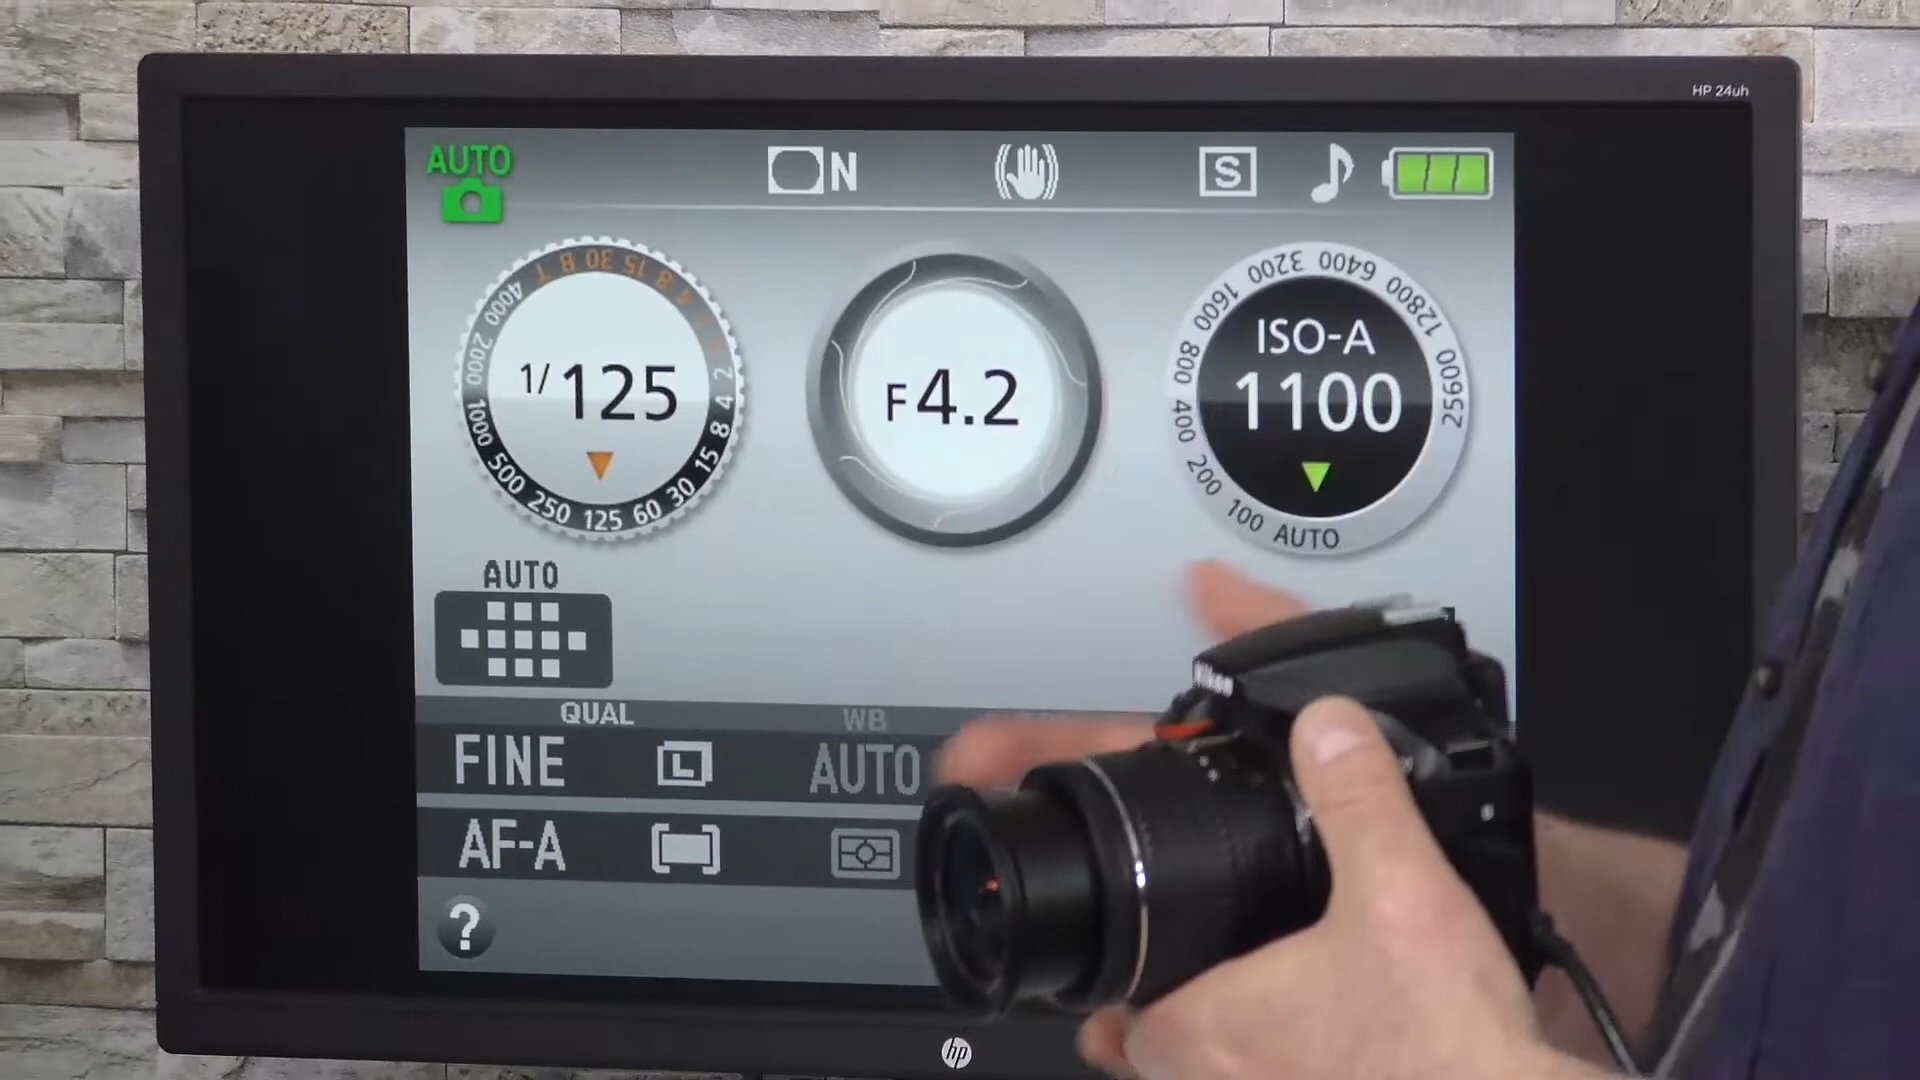 HP 24uh
AUTO
N
S
4000 T B 30 15 8 4
2000 1000 500 250 125 60 30 15 8 4 2
1/125
F4.2
AUTO 100 200 400 800 1600 3200 6400 12800 25600
ISO-A
1100
AUTO
QUAL
WB
FINE
L
AUTO
AF-A
?
Nikon
hp